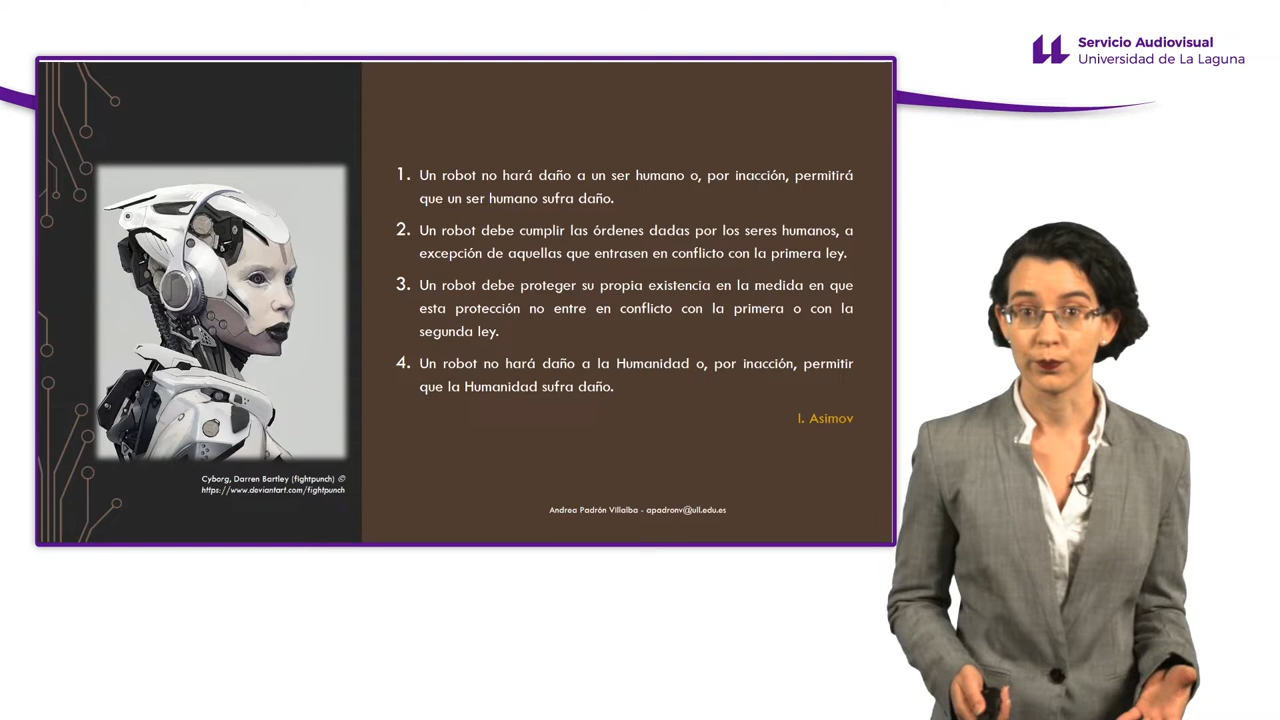 Servicio Audiovisual
Universidad de La Laguna
1. Un robot no hará daño a un ser humano o, por inacción, permitirá
que un ser humano sufra daño.
2. Un robot debe cumplir las órdenes dadas por los seres humanos, a
excepción de aquellas que entrasen en conflicto con la primera ley.
3. Un robot debe proteger su propia existencia en la medida en que
esta protección no entre en conflicto con la primera o con la
segunda ley.
4. Un robot no hará daño a la Humanidad o, por inacción, permitir
que la Humanidad sufra daño.
I. Asimov
Cyborg, Darren Bartley (fightpunch) ©
https://www.deviantart.com/fightpunch
Andrea Padrón Villalba - apadronv@ull.edu.es